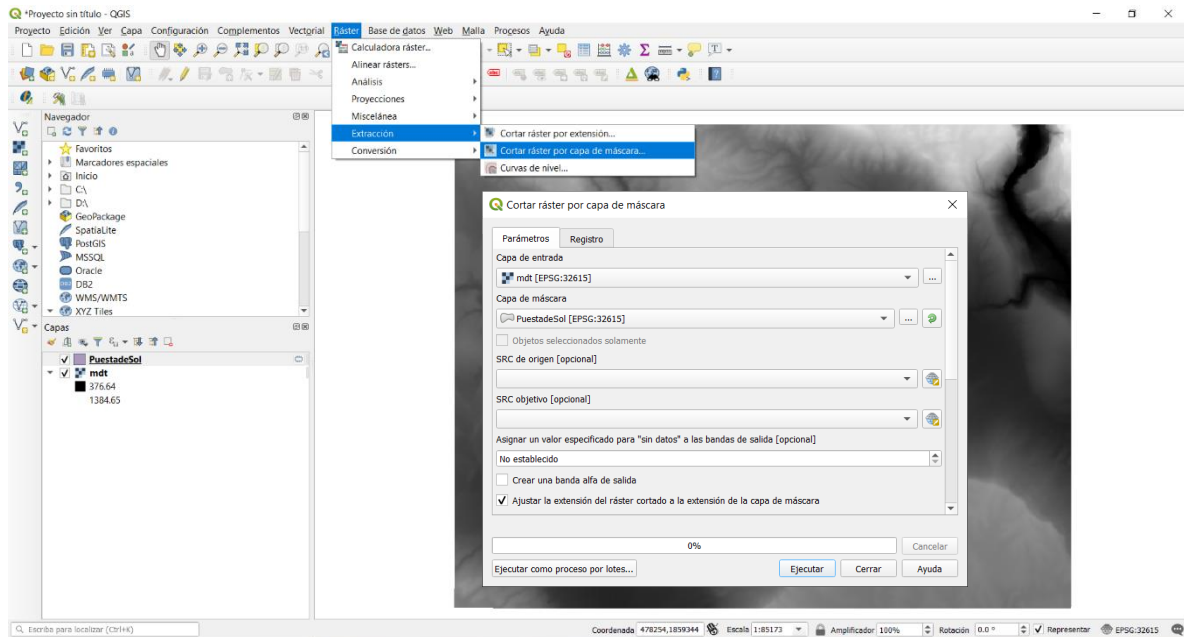 *Proyecto sin título - QGIS
Proyecto Edición Ver Capa Configuración Complementos Vectorial Ráster Base de datos Web Malla Procesos Ayuda
Calculadora ráster...
Alinear rásters...
Análisis
Proyecciones
Miscelánea
Extracción
Conversión
Cortar ráster por extensión...
Cortar ráster por capa de máscara...
Curvas de nivel...
Navegador
Favoritos
Marcadores espaciales
Inicio
C:\
D:\
GeoPackage
SpatiaLite
PostGIS
MSSQL
Oracle
DB2
WMS/WMTS
XYZ Tiles
Capas
PuestadeSol
mdt
376.64
1384.65
Cortar ráster por capa de máscara
Parámetros Registro
Capa de entrada
mdt [EPSG:32615]
Capa de máscara
PuestadeSol [EPSG:32615]
Objetos seleccionados solamente
SRC de origen [opcional]
SRC objetivo [opcional]
Asignar un valor especificado para "sin datos" a las bandas de salida [opcional]
No establecido
Crear una banda alfa de salida
Ajustar la extensión del ráster cortado a la extensión de la capa de máscara
0%
Cancelar
Ejecutar como proceso por lotes...
Ejecutar Cerrar Ayuda
Escriba para localizar (Ctrl+K)
Coordenada 478254,1859344 Escala 1:85173 Amplificador 100% Rotación 0.0 ° Representar EPSG:32615